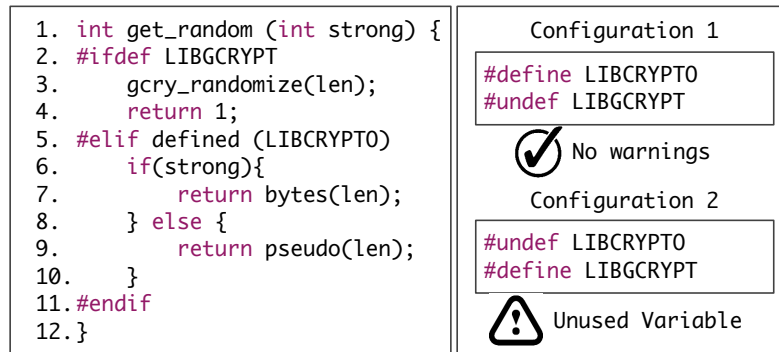 1. int get_random (int strong) {
2. #ifdef LIBGCRYPT
3.     gcry_randomize(len);
4.     return 1;
5. #elif defined (LIBCRYPTO)
6.     if(strong){
7.         return bytes(len);
8.     } else {
9.         return pseudo(len);
10.     }
11.#endif
12.}
Configuration 1
#define LIBCRYPTO
#undef LIBGCRYPT
No warnings
Configuration 2
#undef LIBCRYPTO
#define LIBGCRYPT
Unused Variable